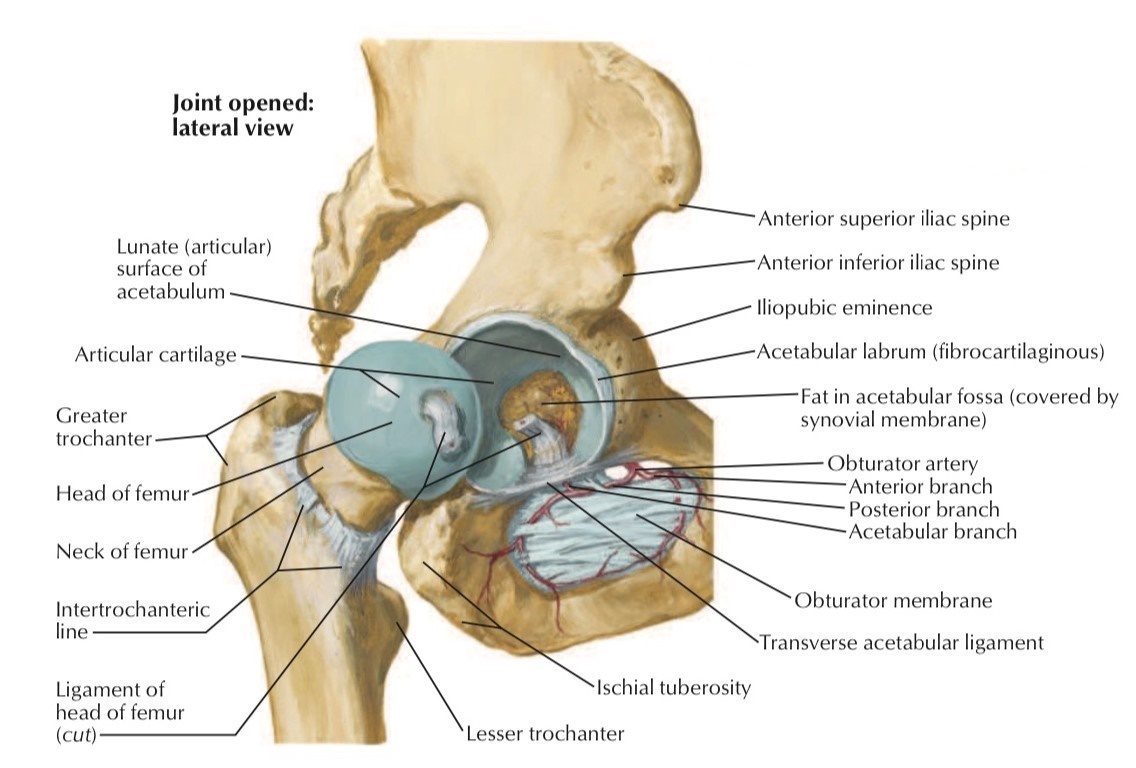 Joint opened:
lateral view
Lunate (articular)
surface of
acetabulum
Articular cartilage
Greater
trochanter
Head of femur
Neck of femur
Intertrochanteric
line
Ligament of
head of femur
(cut)
Anterior superior iliac spine
Anterior inferior iliac spine
Iliopubic eminence
Acetabular labrum (fibrocartilaginous)
Fat in acetabular fossa (covered by
synovial membrane)
Obturator artery
Anterior branch
Posterior branch
Acetabular branch
Obturator membrane
Transverse acetabular ligament
Ischial tuberosity
Lesser trochanter